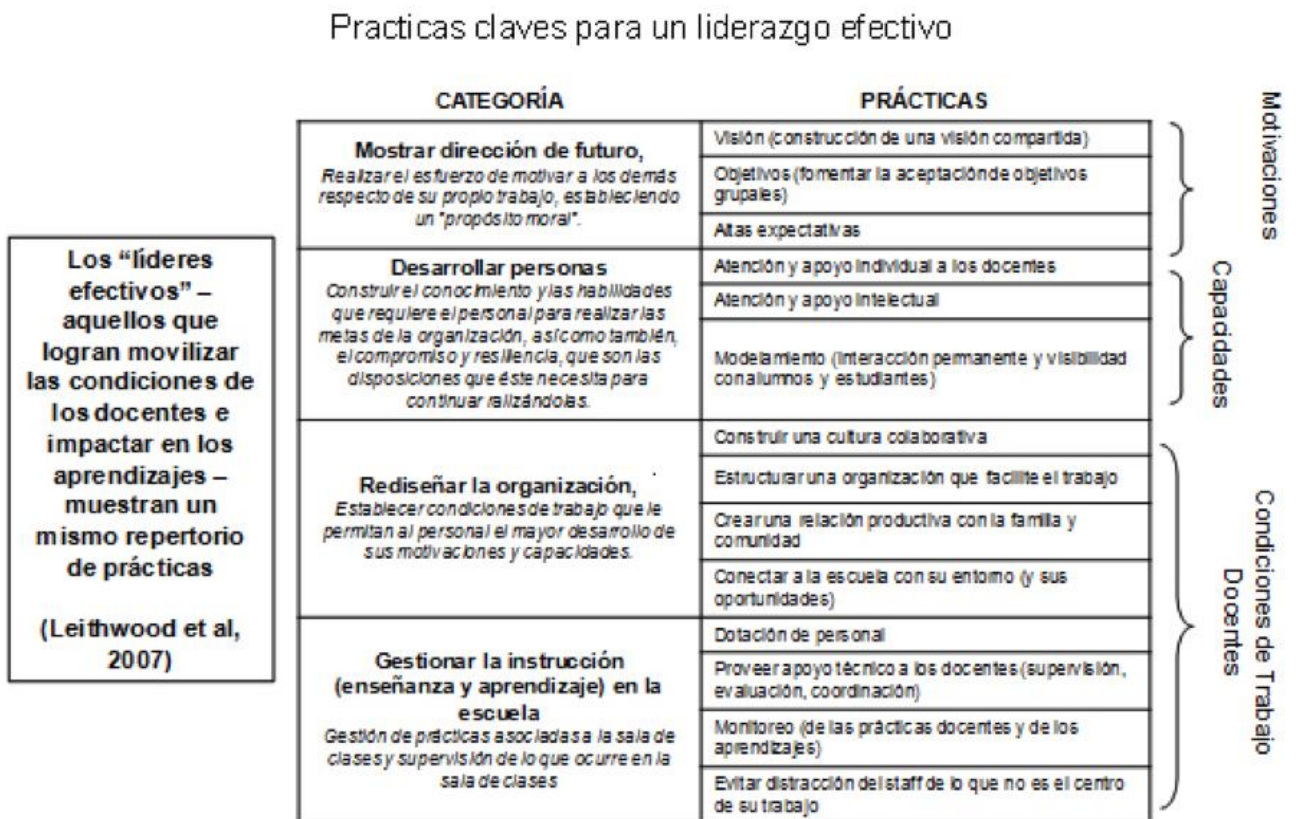 Practicas claves para un liderazgo efectivo
CATEGORÍA
PRÁCTICAS
Los “líderes
efectivos” –
aquellos que
logran movilizar
las condiciones de
los docentes e
impactar en los
aprendizajes –
muestran un
mismo repertorio
de prácticas
(Leithwood et al,
2007)
Mostrar dirección de futuro,
Realizar el esfuerzo de motivar a los demás
respecto de su propio trabajo, estableciendo
un "propósito moral".
Visión (construcción de una visión compartida)
Objetivos (fomentar la aceptación de objetivos
grupales)
Altas expectativas
Motivaciones
Desarrollar personas
Construir el conocimiento y las habilidades
que requiere el personal para realizar las
metas de la organización, así como también,
el compromiso y resiliencia, que son las
disposiciones que éste necesita para
continuar ralizándolas.
Atención y apoyo individual a los docentes
Atención y apoyo intelectual
Modelamiento (interacción permanente y visibilidad
con alumnos y estudiantes)
Capacidades
Rediseñar la organización,
Establecer condiciones de trabajo que le
permitan al personal el mayor desarrollo de
sus motivaciones y capacidades.
Construir una cultura colaborativa
Estructurar una organización que facilite el trabajo
Crear una relación productiva con la familia y
comunidad
Conectar a la escuela con su entorno (y sus
oportunidades)
Gestionar la instrucción
(enseñanza y aprendizaje) en la
escuela
Gestión de prácticas asociadas a la sala de
clases y supervisión de lo que ocurre en la
sala de clases
Dotación de personal
Proveer apoyo técnico a los docentes (supervisión,
evaluación, coordinación)
Monitoreo (de las prácticas docentes y de los
aprendizajes)
Evitar distracción del staff de lo que no es el centro
de su trabajo
Condiciones de Trabajo
Docentes